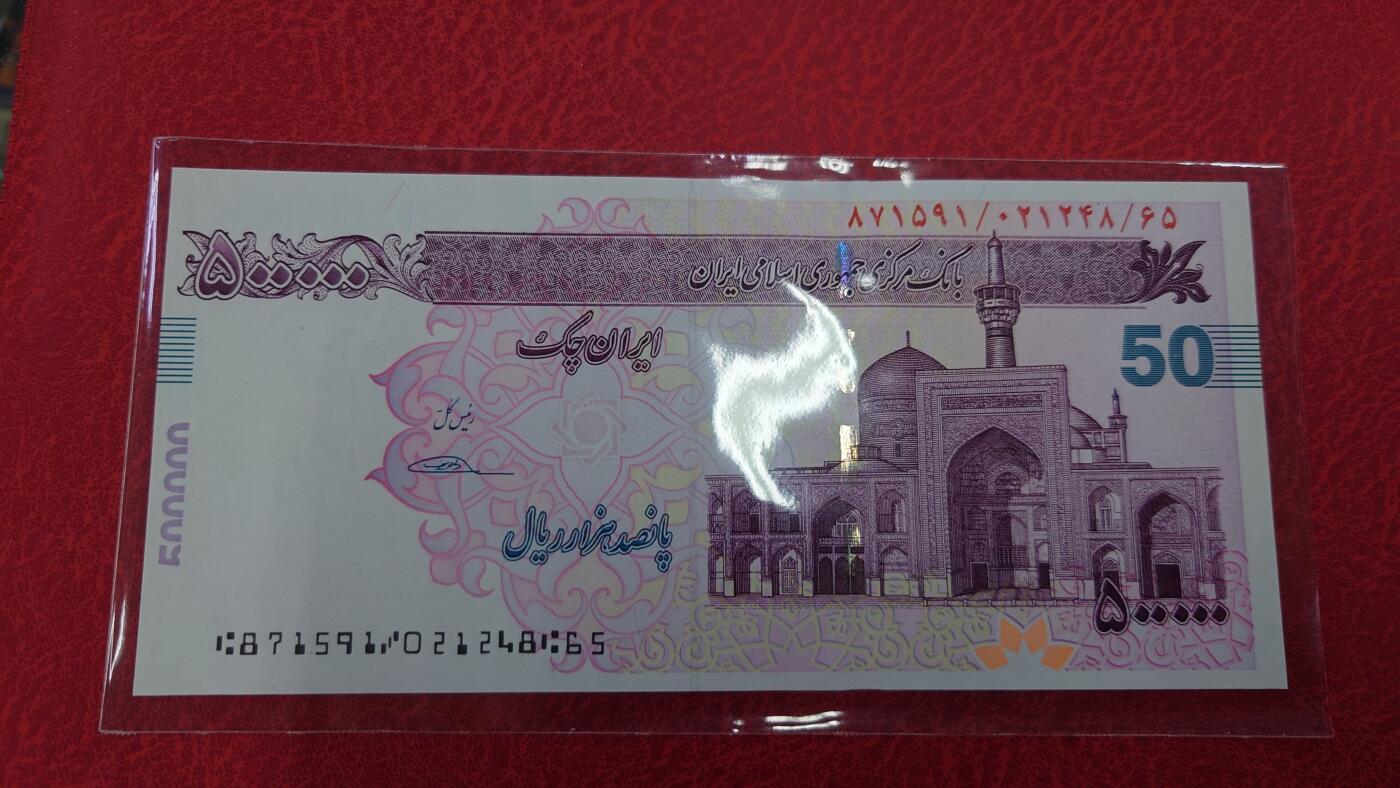 ۸۷۱۵۹۱/۰۲۱۲۴۸/۶۵
۵۰۰۰۰۰
بانک مرکزی جمهوری اسلامی ایران
ایران چک
50
رئیس کل
500000
پانصد هزار ریال
۵۰۰۰۰۰
871591 021248 65